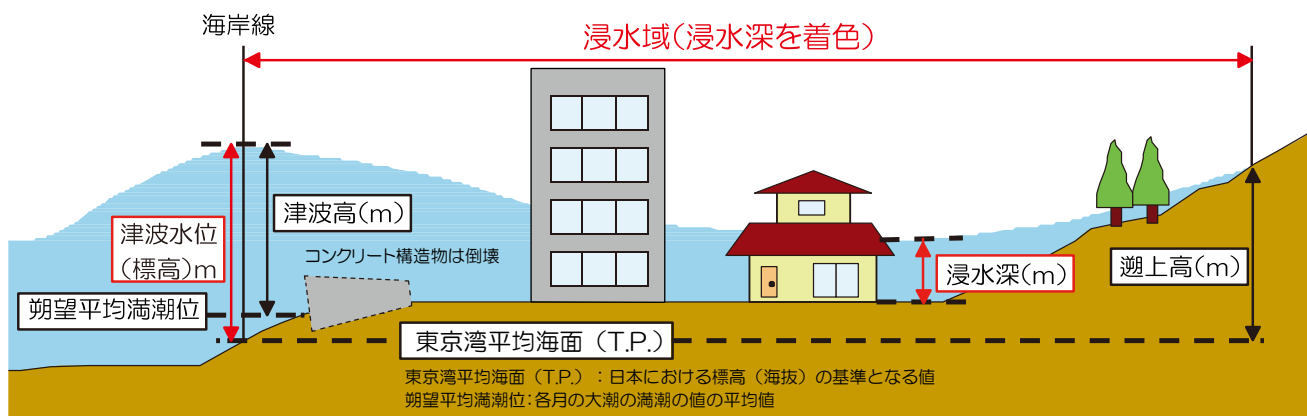 海岸線
浸水域(浸水深を着色)
津波高(m)
津波水位
(標高)m
コンクリート構造物は倒壊
浸水深(m)
遡上高(m)
朔望平均満潮位
東京湾平均海面（T.P.）
東京湾平均海面（T.P.）：日本における標高（海抜）の基準となる値
朔望平均満潮位:各月の大潮の満潮の値の平均値